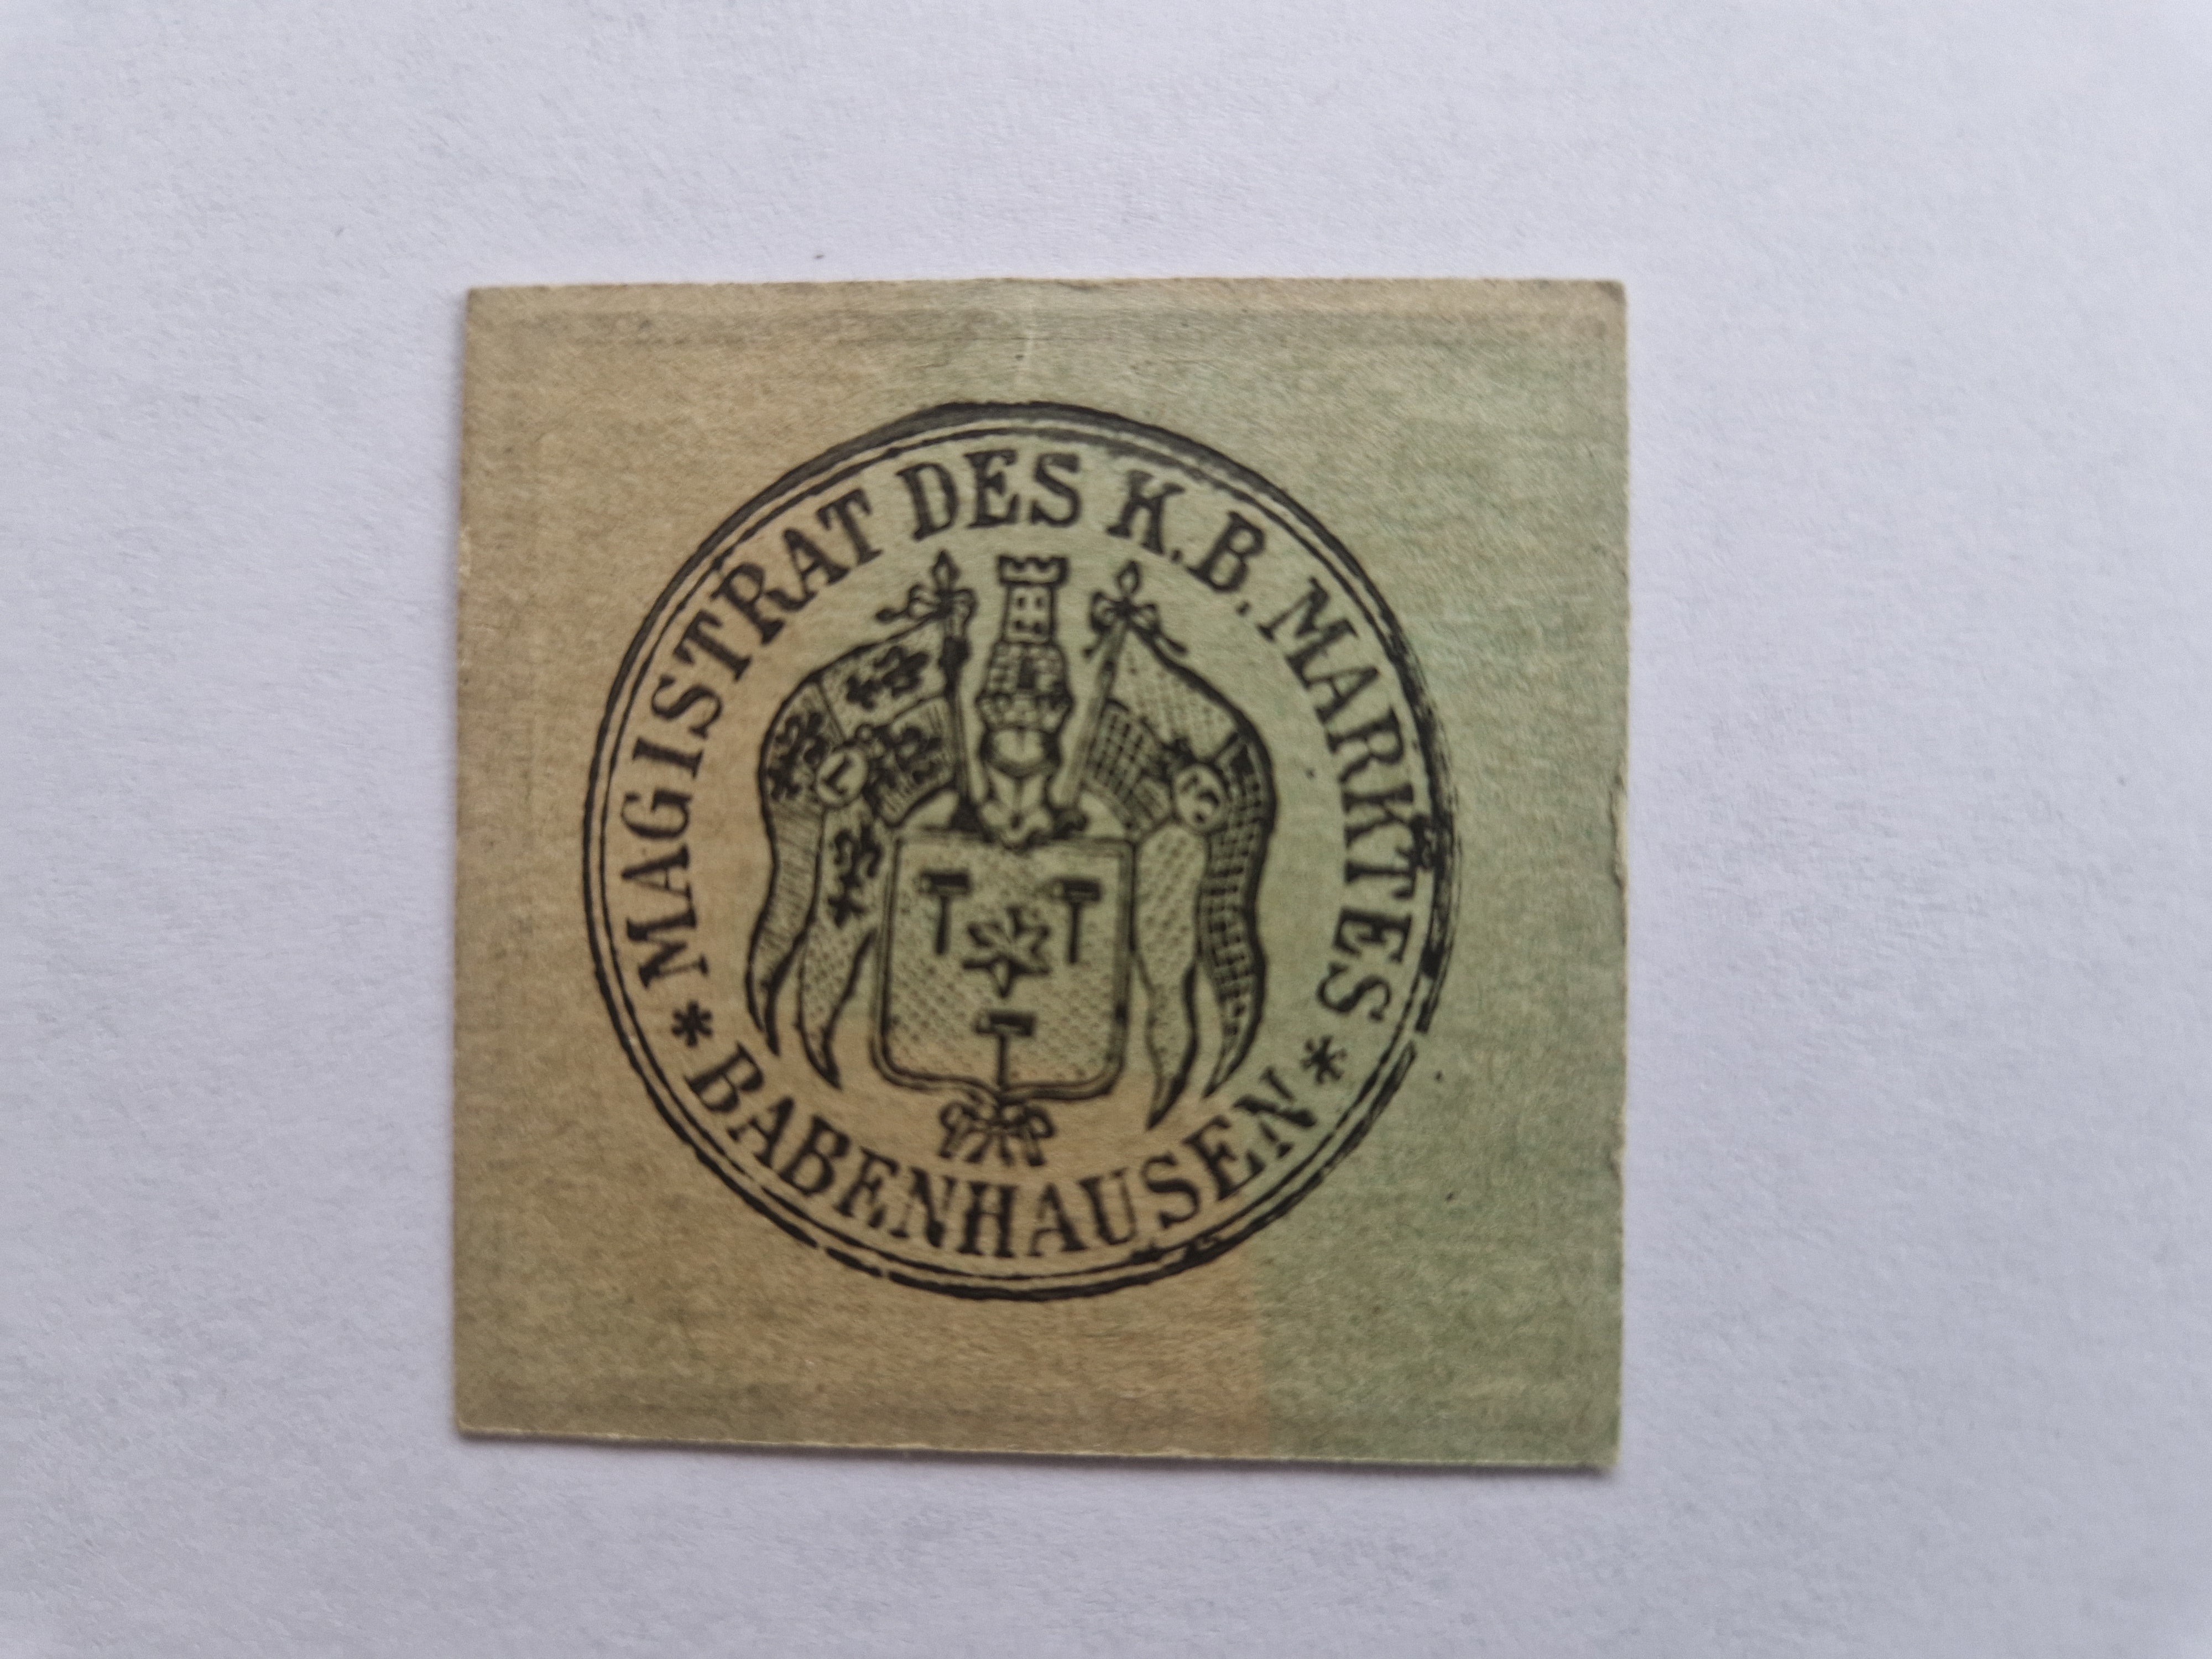 MAGISTRAT DES K.B. MARKTES
* BABENHAUSEN *